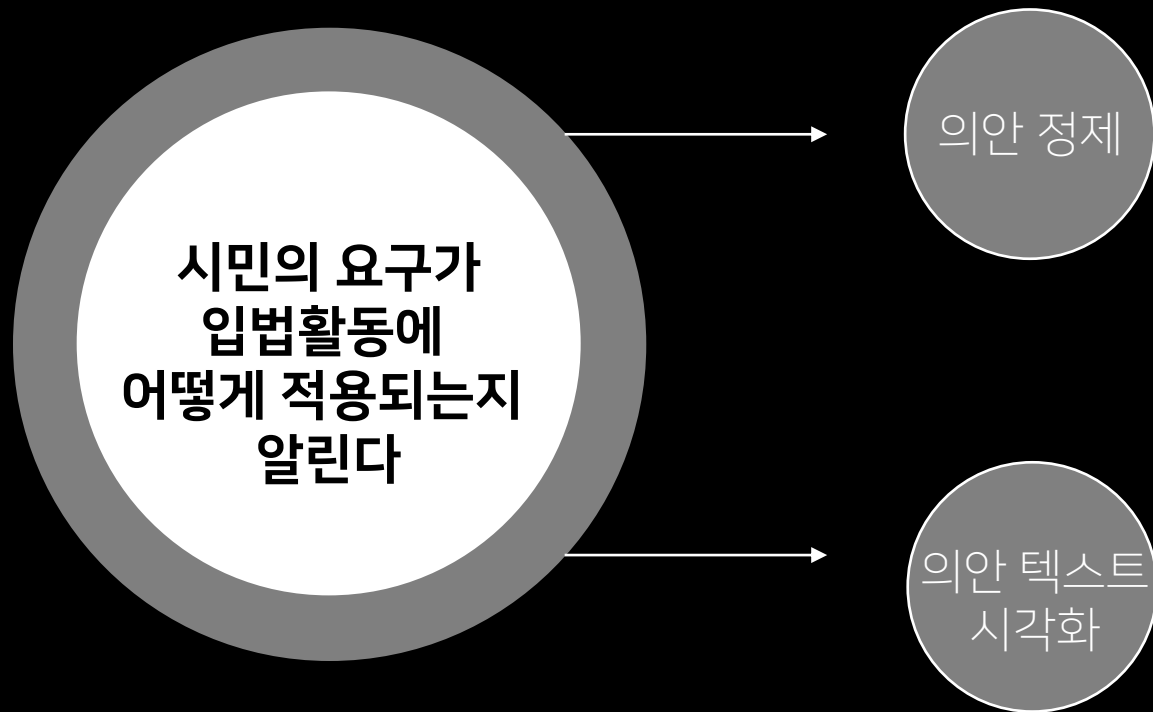 시민의 요구가
입법활동에
어떻게 적용되는지
알린다
의안 정제
의안 텍스트
시각화